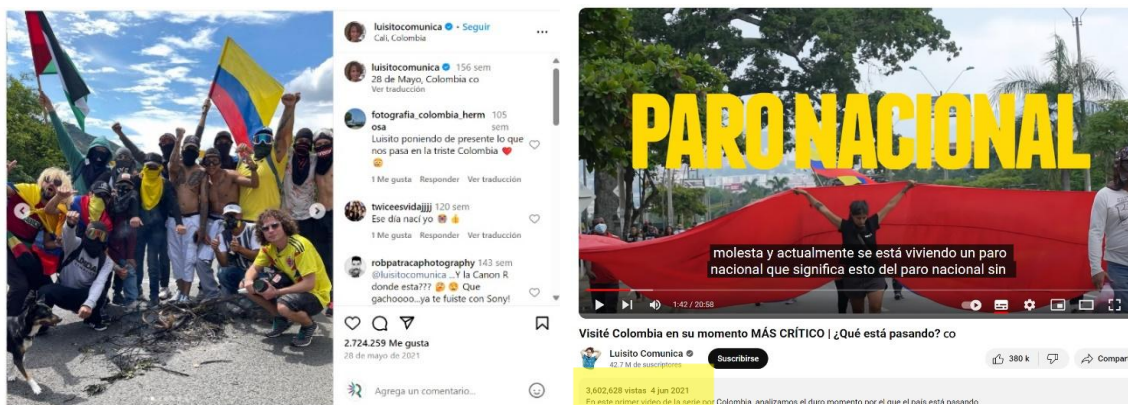 luisitocomunica • Seguir
Cali, Colombia
luisitocomunica 156 sem
28 de Mayo, Colombia co
Ver traducción
fotografia_colombia_herm 105
osa sem
Luisito poniendo de presente lo que
nos pasa en la triste Colombia
1 Me gusta Responder Ver traducción
twiceesvidajjjj 120 sem
Ese día nací yo
1 Me gusta Responder Ver traducción
robpatracaphotography 143 sem
@luisitocomunica ...Y la Canon R
donde esta??? Que
gachoooo...ya te fuiste con Sony!
2.724.259 Me gusta
28 de mayo de 2021
Agrega un comentario...
PARO NACIONAL
molesta y actualmente se está viviendo un paro
nacional que significa esto del paro nacional sin
1:42 / 20:58
Visité Colombia en su momento MÁS CRÍTICO | ¿Qué está pasando? co
Luisito Comunica
42.7 M de suscriptores
Suscribirse
380 k
Compar
3,602,628 vistas 4 jun 2021
En este primer video de la serie por Colombia, analizamos el duro momento por el que el país está pasando